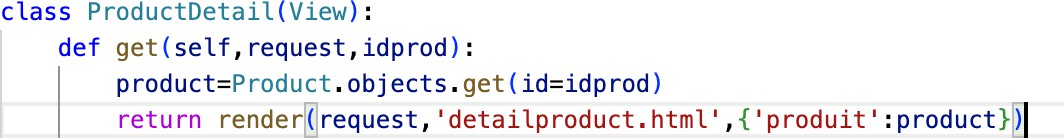 class ProductDetail(View):
    def get(self,request,idprod):
        product=Product.objects.get(id=idprod)
        return render(request,'detailproduct.html',{'produit':product})